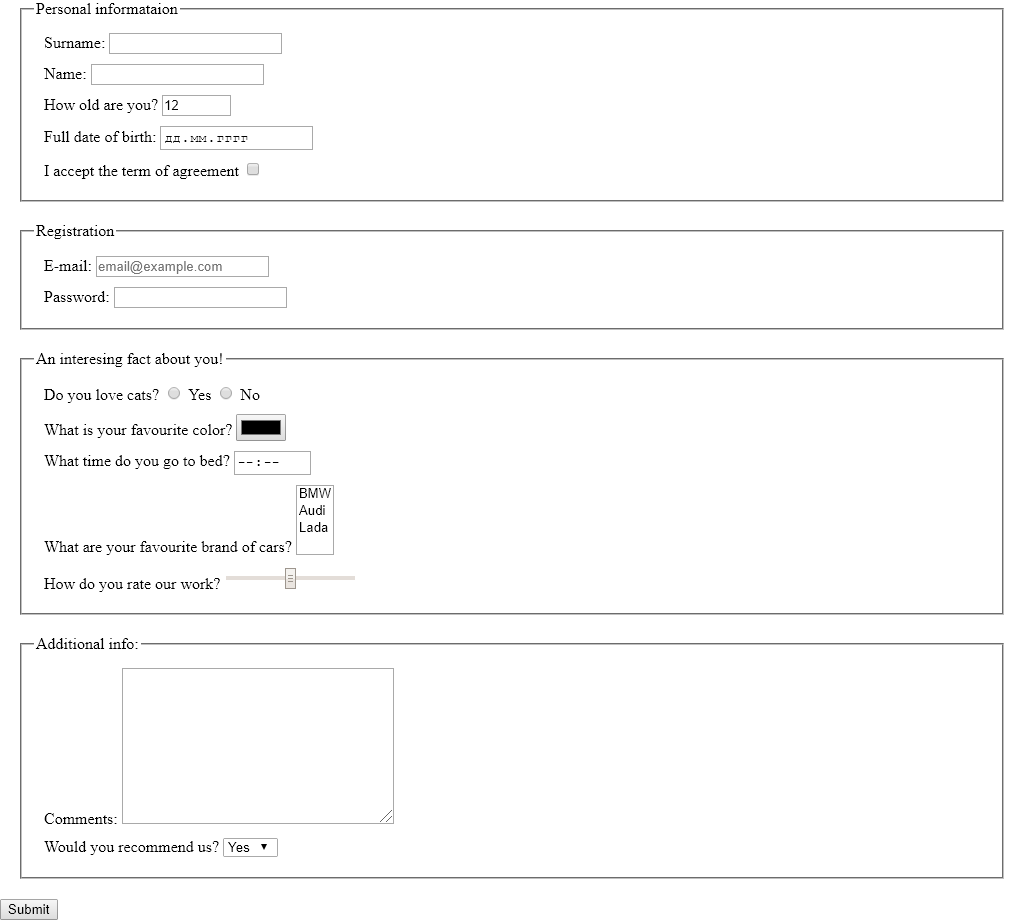 Personal informataion
Surname:
Name:
How old are you? 12
Full date of birth: дд.мм.гггг
I accept the term of agreement
Registration
E-mail: email@example.com
Password:
An interesing fact about you!
Do you love cats? Yes No
What is your favourite color?
What time do you go to bed? --:--
BMW
Audi
Lada
What are your favourite brand of cars?
How do you rate our work?
Additional info:
Comments:
Would you recommend us? Yes
Submit